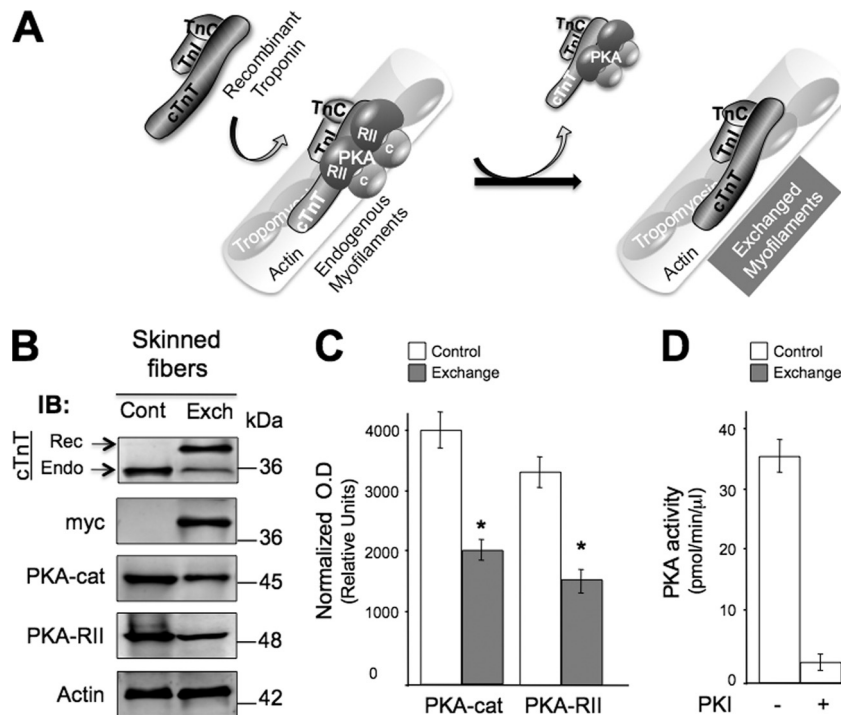 A
TnC
TnI
cTnT
Recombinant
Troponin
TnC
TnI
cTnT
RII
PKA
RII
C
C
Tropomyosin
Actin
Endogenous
Myofilaments
TnC
TnI
cTnT
PKA
TnC
TnI
cTnT
Tropomyosin
Actin
Exchanged
Myofilaments
B
Skinned
fibers
IB:
Cont
Exch
kDa
cTnT
Rec
Endo
36
myc
36
PKA-cat
45
PKA-RII
48
Actin
42
C
Control
Exchange
Normalized O.D
(Relative Units)
4000
3000
2000
1000
0
*
*
PKA-cat
PKA-RII
D
Control
Exchange
PKA activity
(pmol/min/µl)
40
30
20
10
0
PKI
-
+